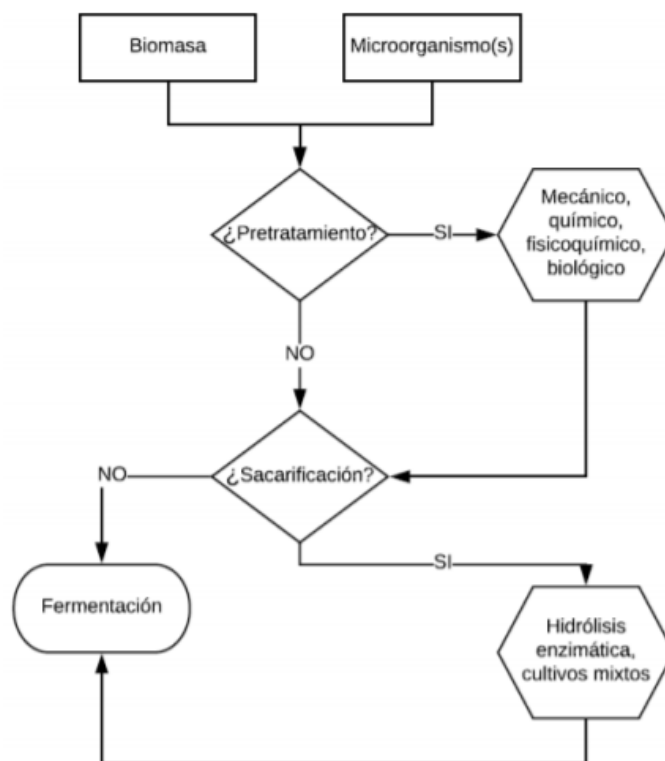 Biomasa
Microorganismo(s)
¿Pretratamiento?
SI
Mecánico,
químico,
fisicoquímico,
biológico
NO
¿Sacarificación?
NO
SI
Fermentación
Hidrólisis
enzimática,
cultivos mixtos